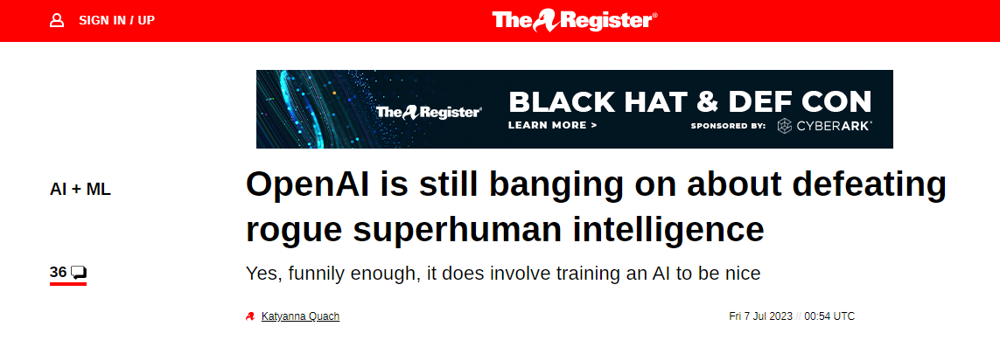 SIGN IN / UP
The Register®
The Register®
BLACK HAT & DEF CON
LEARN MORE >
SPONSORED BY:
CYBERARK®
AI + ML
OpenAI is still banging on about defeating
rogue superhuman intelligence
36
Yes, funnily enough, it does involve training an AI to be nice
Katyanna Quach
Fri 7 Jul 2023 // 00:54 UTC